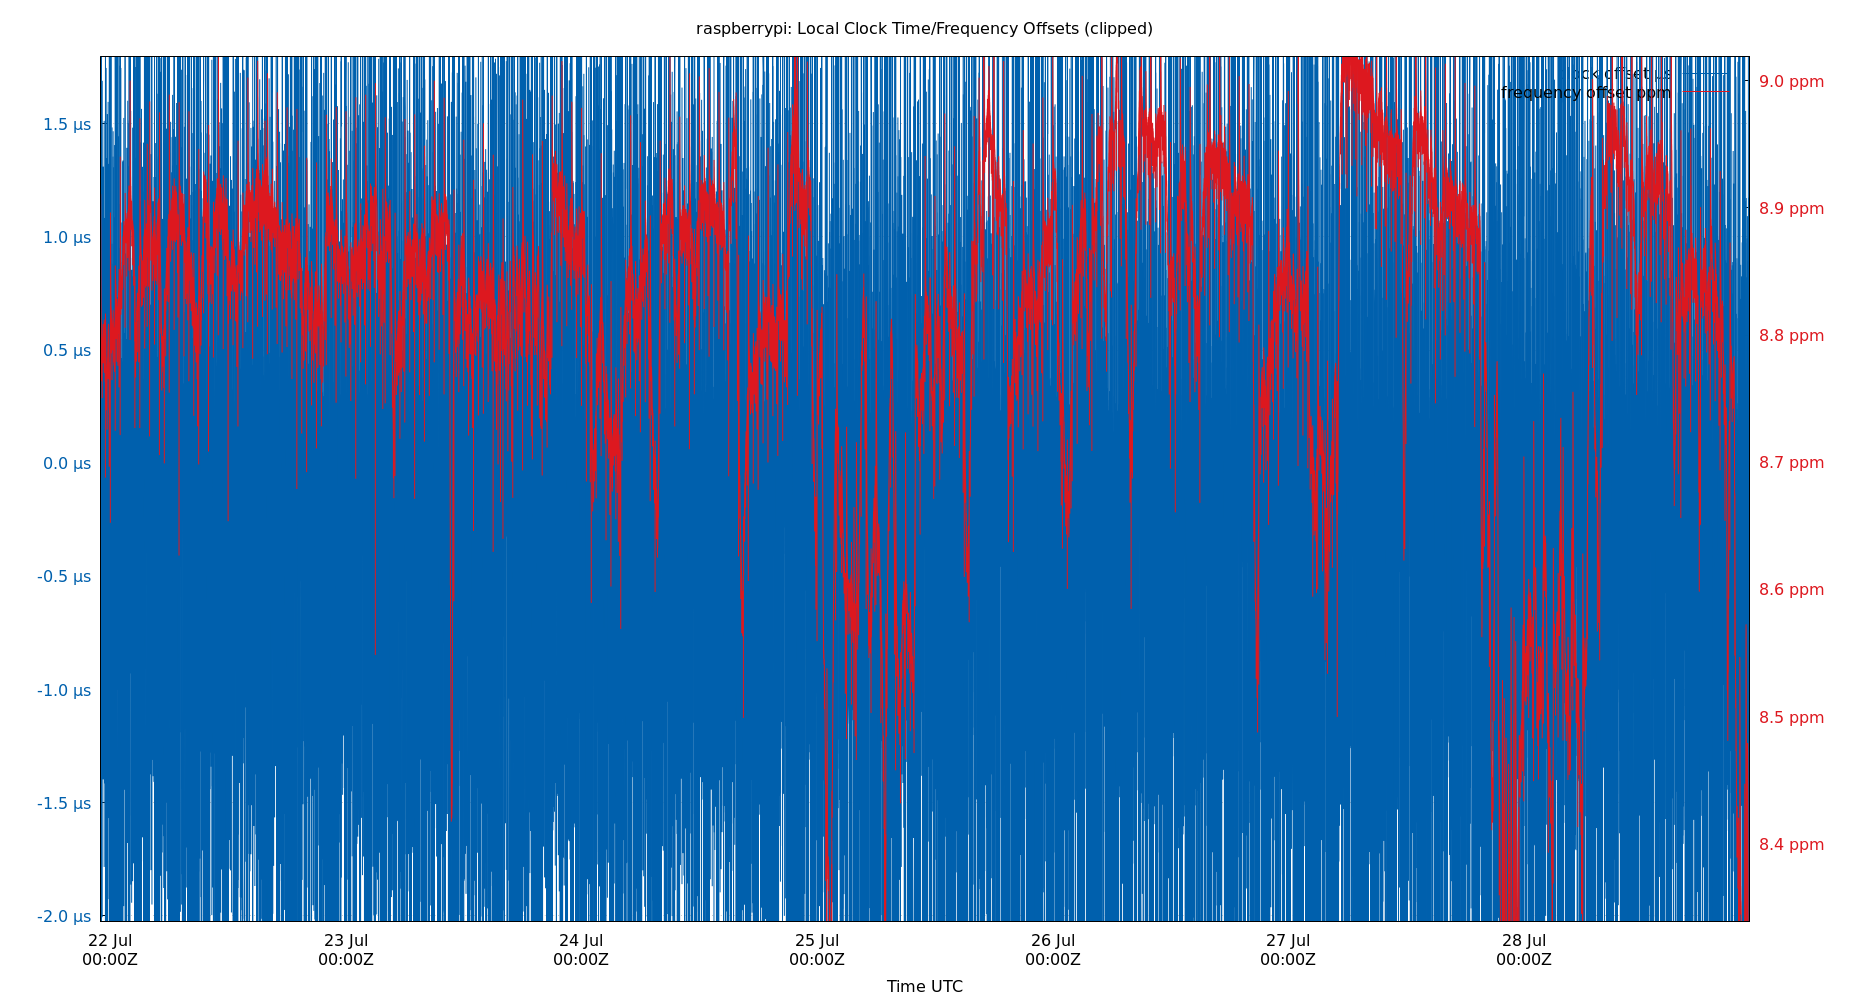 raspberrypi: Local Clock Time/Frequency Offsets (clipped)
offset µs
frequency offset ppm
1.5 µs
1.0 µs
0.5 µs
0.0 µs
-0.5 µs
-1.0 µs
-1.5 µs
-2.0 µs
9.0 ppm
8.9 ppm
8.8 ppm
8.7 ppm
8.6 ppm
8.5 ppm
8.4 ppm
22 Jul
00:00Z
23 Jul
00:00Z
24 Jul
00:00Z
25 Jul
00:00Z
26 Jul
00:00Z
27 Jul
00:00Z
28 Jul
00:00Z
Time UTC